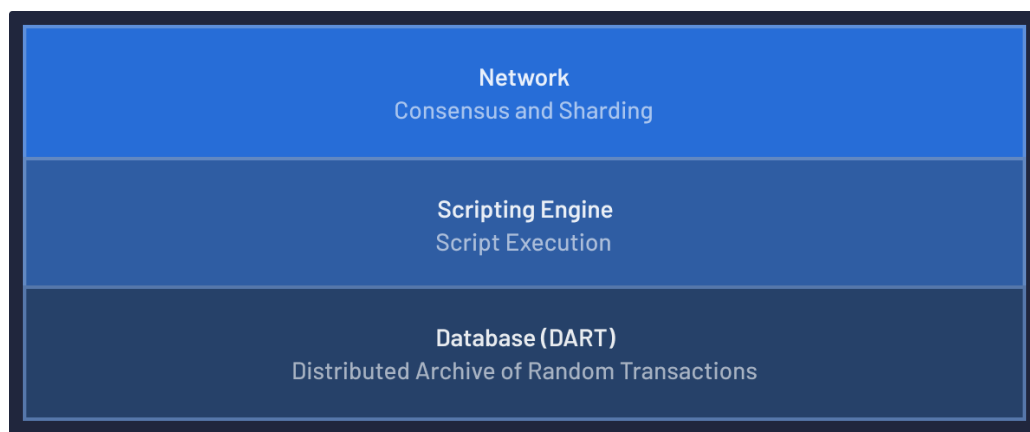 Network
Consensus and Sharding
Scripting Engine
Script Execution
Database (DART)
Distributed Archive of Random Transactions